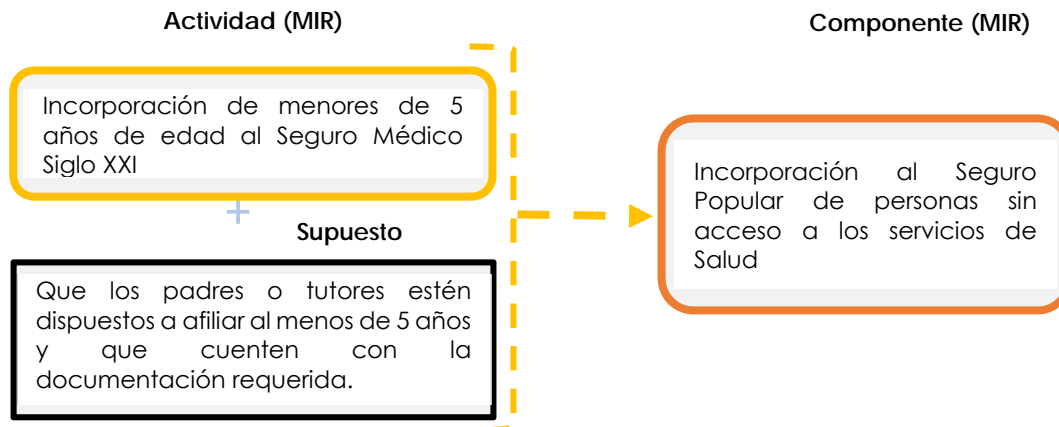 Actividad (MIR)
Componente (MIR)
Incorporación de menores de 5
años de edad al Seguro Médico
Siglo XXI
+
Supuesto
Que los padres o tutores estén
dispuestos a afiliar al menos de 5 años
y que cuenten con la
documentación requerida.
Incorporación al Seguro
Popular de personas sin
acceso a los servicios de
Salud